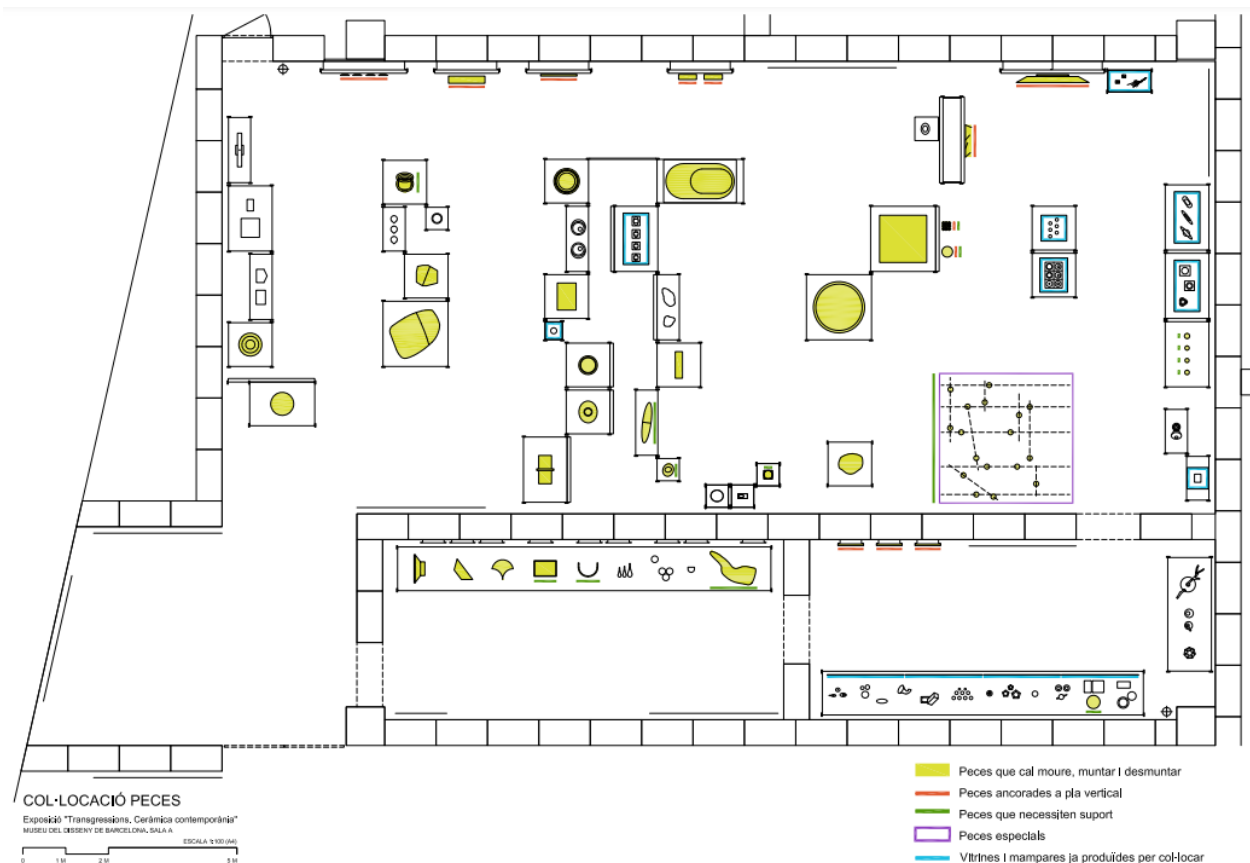 Peces que cal moure, muntar i desmuntar
Peces ancorades a pla vertical
Peces que necessiten suport
Peces especials
Vitrines i mampares ja produïdes per col·locar
COL·LOCACIÓ PECES
Exposició "Transgressions. Ceràmica contemporània"
MUSEU DEL DISSENY DE BARCELONA. SALA A
ESCALA 1:100 (A4)
0 1 M 2 M 5 M